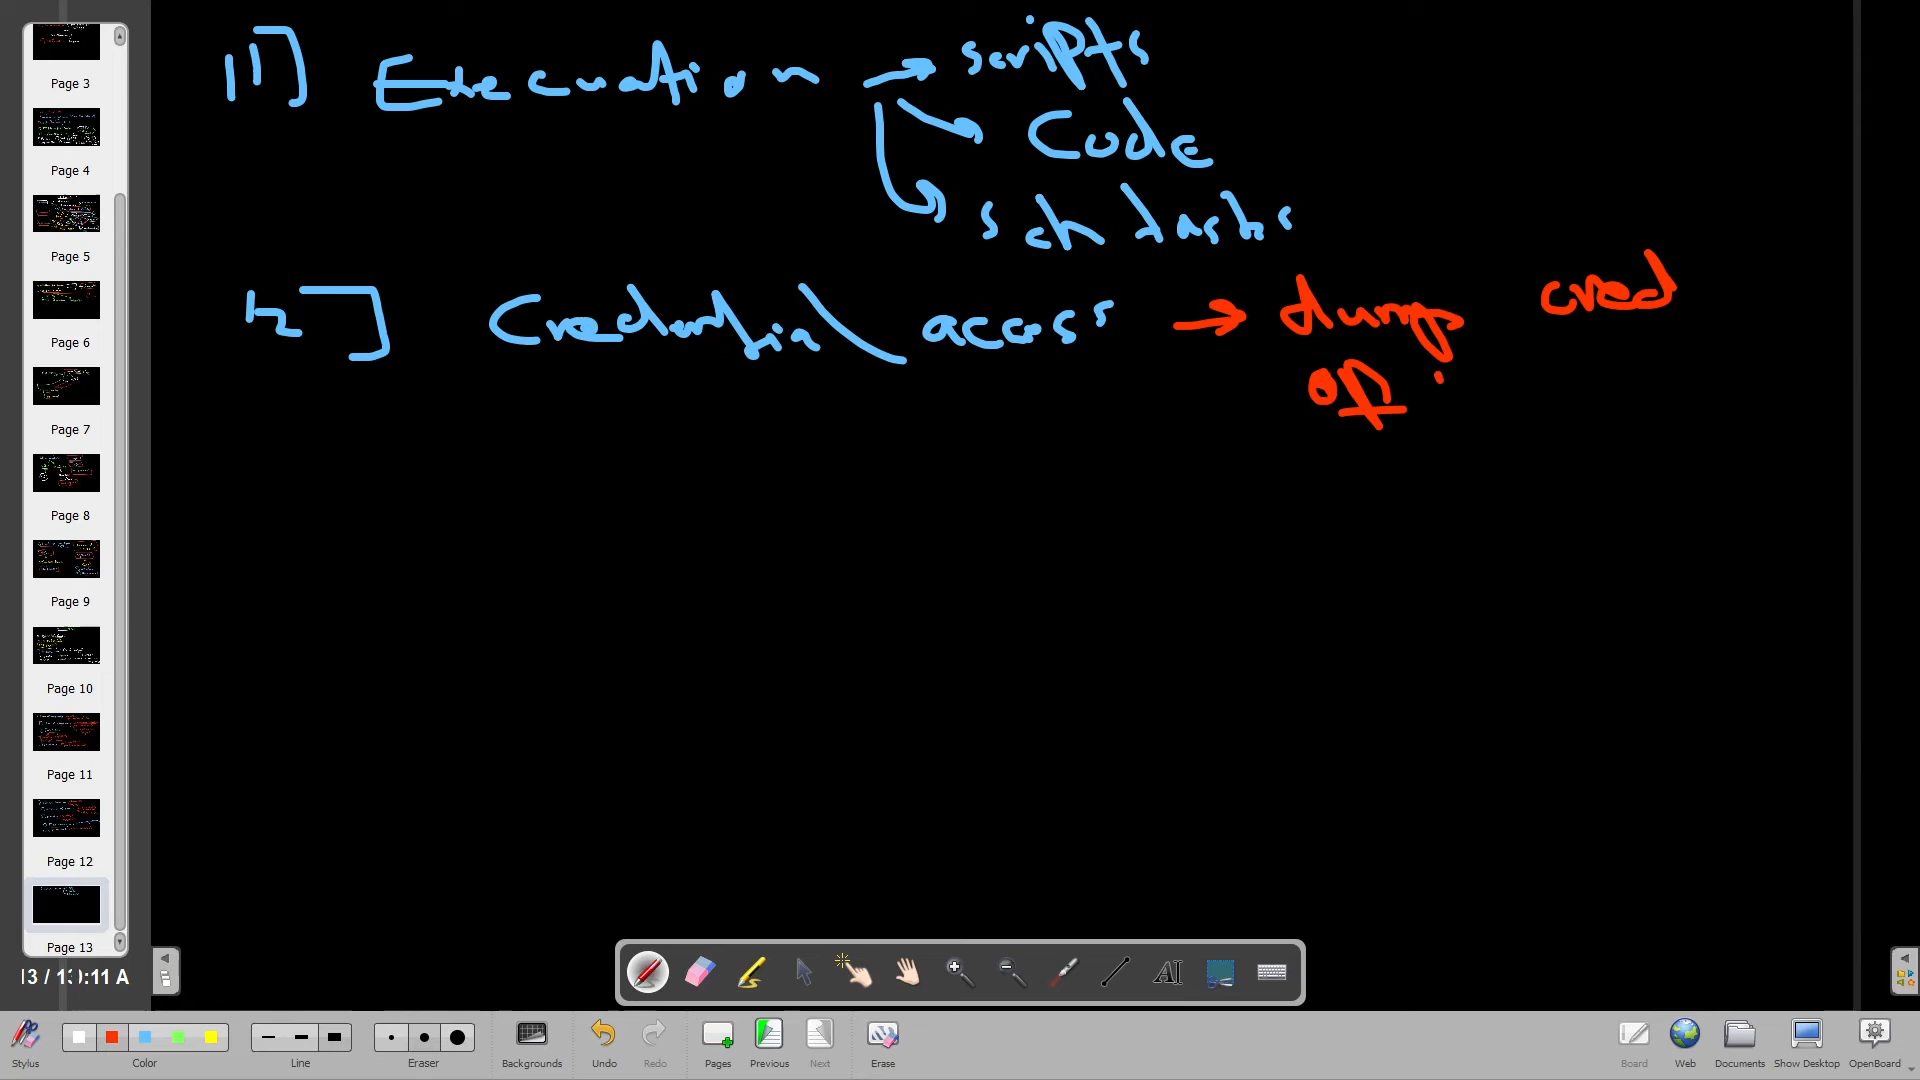 Page 3
Page 4
Page 5
Page 6
Page 7
Page 8
Page 9
Page 10
Page 11
Page 12
Page 13
11] Execuation → scripts
Code
sch tasks
12] Credential access → dump cred
of
Stylus
Color
Line
Eraser
Backgrounds
Undo
Redo
Pages
Previous
Next
Erase
Board
Web
Documents
Show Desktop
OpenBoard